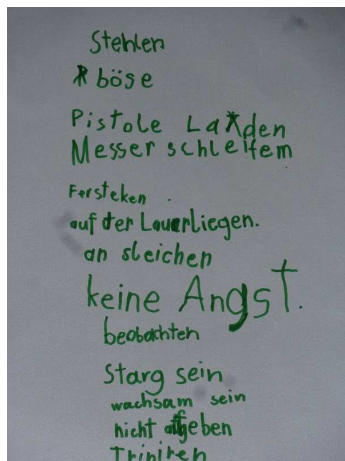 Stehlen
böse
Pistole Laden
Messer schleifem
Fersteken
auf der Lauerliegen.
an sleichen
keine Angst.
beobachten
Starg sein
wachsam sein
nicht aufgeben
Triniren